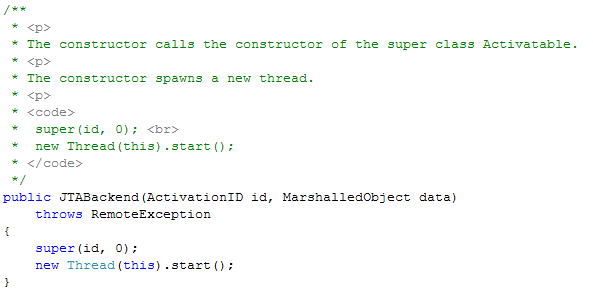 /**
 * <p>
 * The constructor calls the constructor of the super class Activatable.
 * <p>
 * The constructor spawns a new thread.
 * <p>
 * <code>
 *  super(id, 0); <br>
 *  new Thread(this).start();
 * </code>
 */
public JTABackend(ActivationID id, MarshalledObject data)
    throws RemoteException
{
    super(id, 0);
    new Thread(this).start();
}